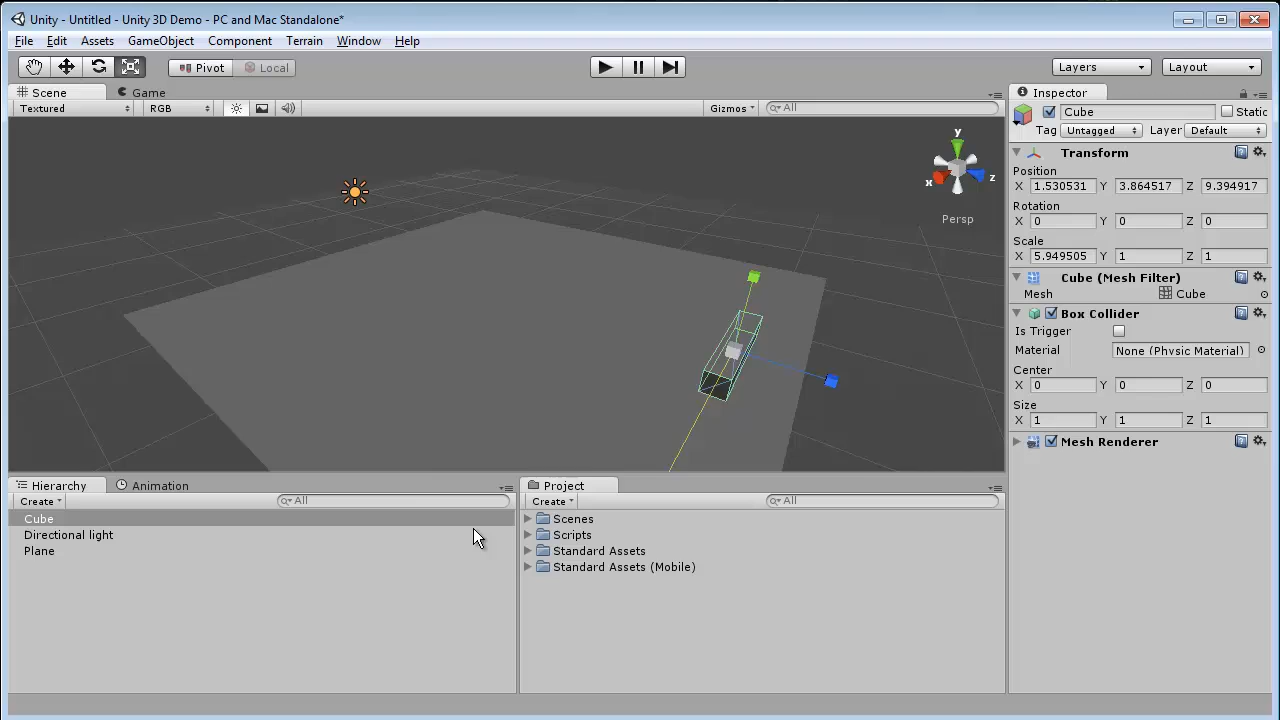 Unity - Untitled - Unity 3D Demo - PC and Mac Standalone*
File Edit Assets GameObject Component Terrain Window Help
Pivot Local Layers Layout
Scene Game
Textured RGB Gizmos All
y
x z
Persp
Inspector
Cube Static
Tag Untagged Layer Default
Transform
Position
X 1.530531 Y 3.864517 Z 9.394917
Rotation
X 0 Y 0 Z 0
Scale
X 5.949505 Y 1 Z 1
Cube (Mesh Filter)
Mesh Cube
Box Collider
Is Trigger
Material None (Physic Material)
Center
X 0 Y 0 Z 0
Size
X 1 Y 1 Z 1
Mesh Renderer
Hierarchy Animation
Create All
Cube
Directional light
Plane
Project
Create All
Scenes
Scripts
Standard Assets
Standard Assets (Mobile)